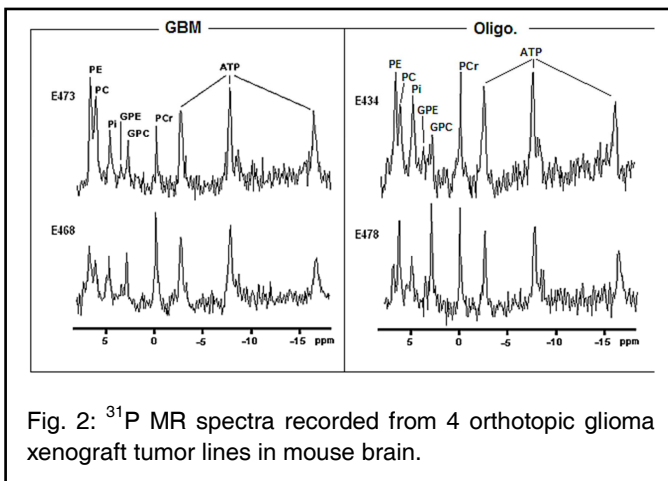 GBM
Oligo.
PE
PC
Pi
GPE
GPC
PCr
ATP
E473
E468
5 0 -5 -10 -15 ppm
PE
PC
Pi
GPE
GPC
PCr
ATP
E434
E478
5 0 -5 -10 -15 ppm
Fig. 2: ³¹P MR spectra recorded from 4 orthotopic glioma
xenograft tumor lines in mouse brain.